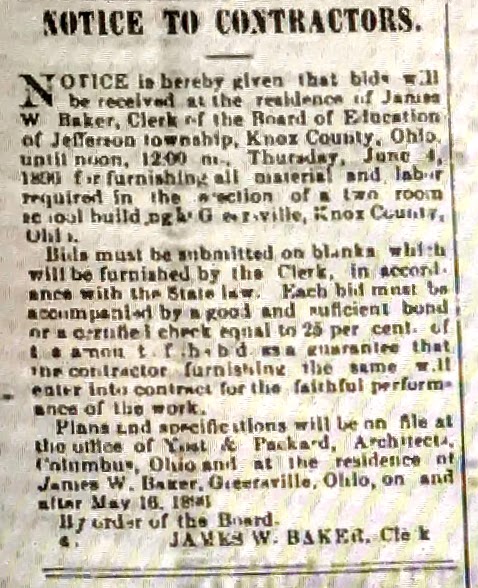 NOTICE TO CONTRACTORS.
NOTICE is hereby given that bids will
be received at the residence of James
W. Baker, Clerk of the Board of Education
of Jefferson township, Knox County, Ohio,
until noon, 12:00 m., Thursday, June 4,
for furnishing all material and labor
required in the erection of a two room
school building Knox County,
Ohio.
Bids must be submitted on blanks which
will be furnished by the Clerk, in accord-
ance with the State law. Each bid must be
accompanied by a good and suficient bond
or a certified check equal to 25 per cent. of
the amount of the bid as a guarantee that
the contractor furnishing the same will
enter into contract for the faithful perform-
ance of the work.
Plans and specifications will be on file at
the office of Yost & Packard, Architects,
Columbus, Ohio and at the residence of
James W. Baker, Greersville, Ohio, on and
after May 16,
By order of the Board.
JAMES W. BAKER, Clerk